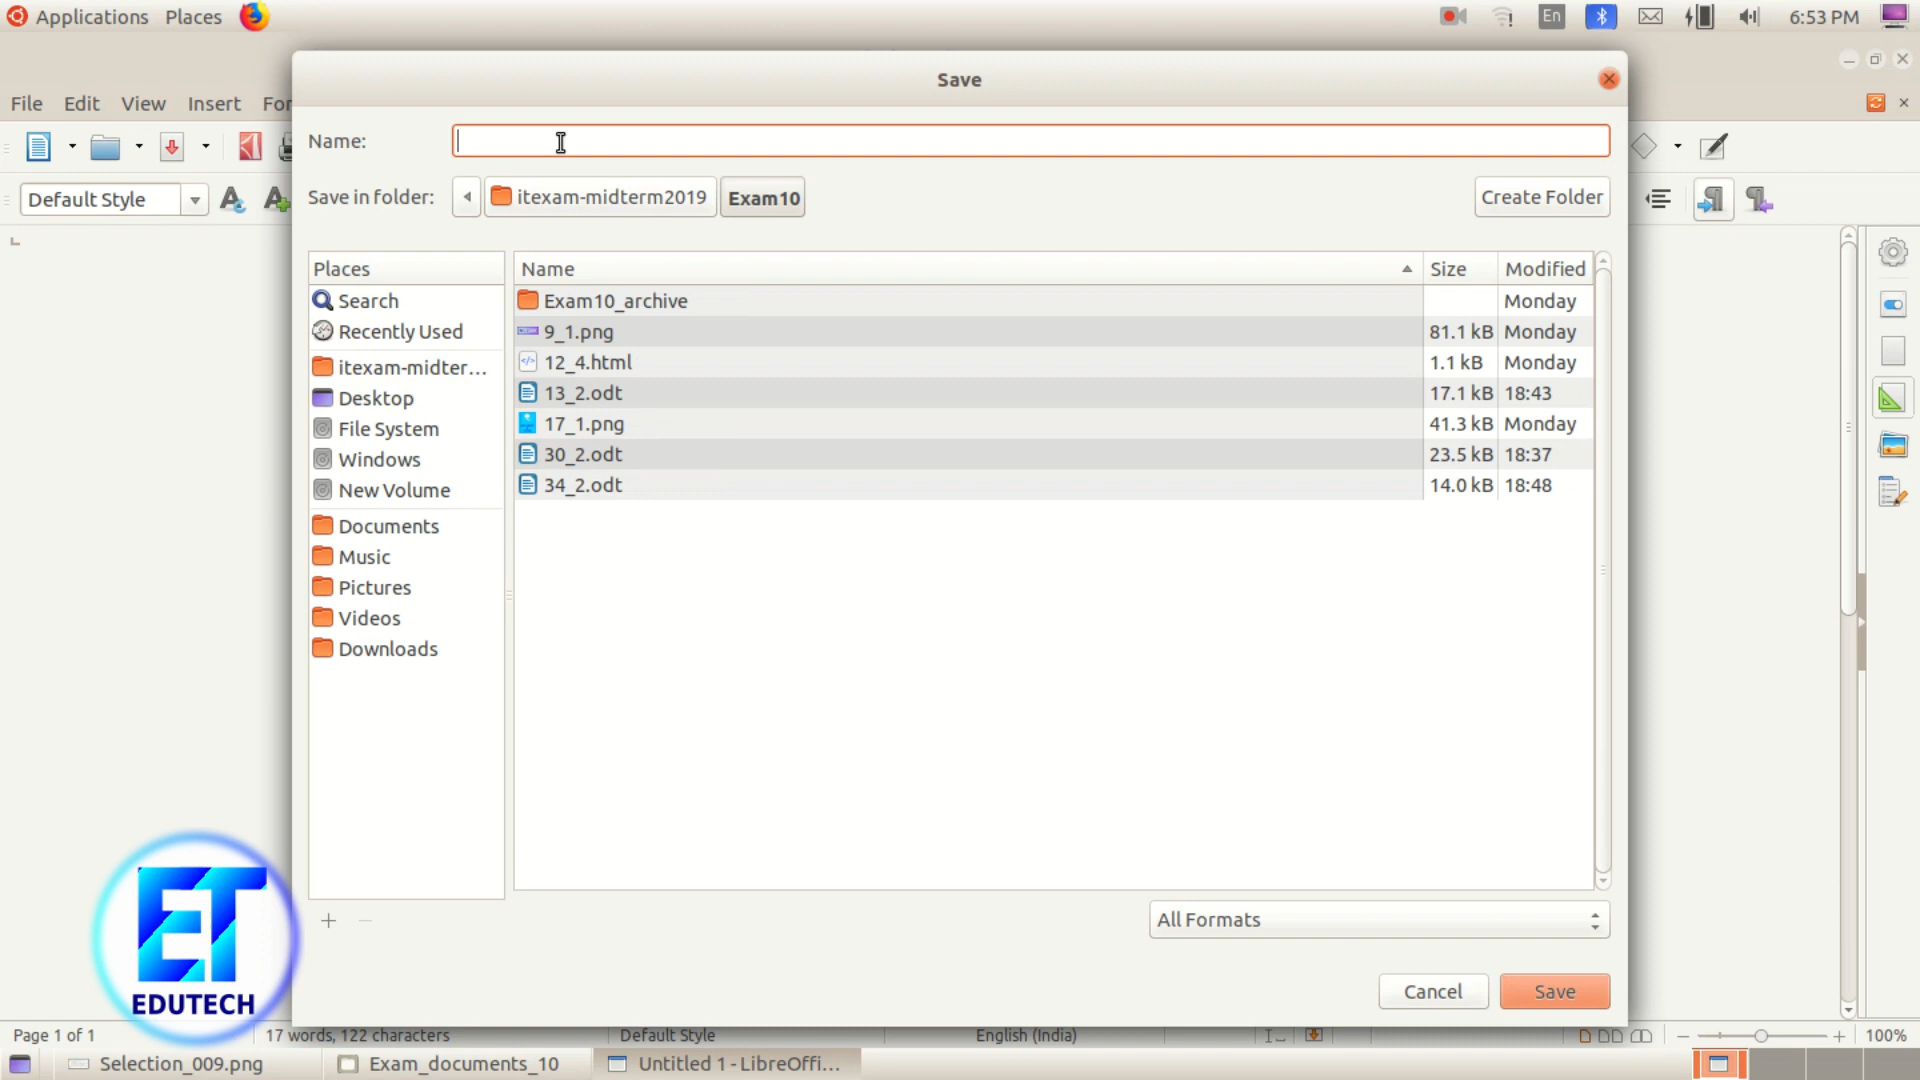 Applications Places En 6:53 PM
Save
File Edit View Insert For
Name:
Default Style
Save in folder: itexam-midterm2019 Exam10 Create Folder
Places
Name Size Modified
Search
Exam10_archive Monday
Recently Used
9_1.png 81.1 kB Monday
itexam-midter...
12_4.html 1.1 kB Monday
Desktop
13_2.odt 17.1 kB 18:43
File System
17_1.png 41.3 kB Monday
Windows
30_2.odt 23.5 kB 18:37
New Volume
34_2.odt 14.0 kB 18:48
Documents
Music
Pictures
Videos
Downloads
All Formats
Cancel Save
ET
EDUTECH
Page 1 of 1 17 words, 122 characters Default Style English (India) 100%
Selection_009.png Exam_documents_10 Untitled 1 - LibreOffi...